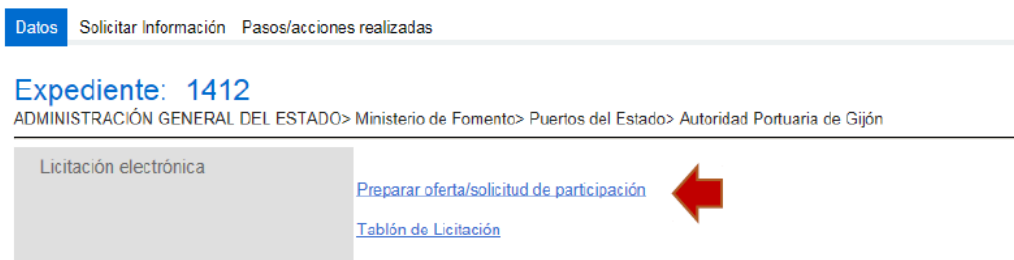 Datos Solicitar Información Pasos/acciones realizadas
Expediente: 1412
ADMINISTRACIÓN GENERAL DEL ESTADO> Ministerio de Fomento> Puertos del Estado> Autoridad Portuaria de Gijón
Licitación electrónica
Preparar oferta/solicitud de participación
Tablón de Licitación